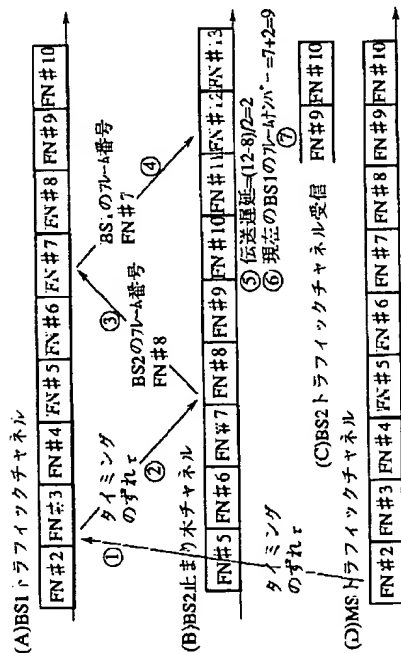 (A)BS1トラフィックチャネル
FN#2 FN#3 FN#4 FN#5 FN#6 FN#7 FN#8 FN#9 FN#10
①
タイミング
のずれτ
②
③
BS2のフレーム番号
FN#8
BS1のフレーム番号
FN#7
④
(B)BS2止まり木チャネル
FN#5 FN#6 FN#7 FN#8 FN#9 FN#10 FN#11 FN#12 FN#13
タイミング
のずれτ
⑤ 伝送遅延=(12-8)/2=2
⑥ 現在のBS1のフレームナンバー=7+2=9
⑦
(C)BS2トラフィックチャネル受信
FN#9 FN#10
(D)MSトラフィックチャネル
FN#2 FN#3 FN#4 FN#5 FN#6 FN#7 FN#8 FN#9 FN#10